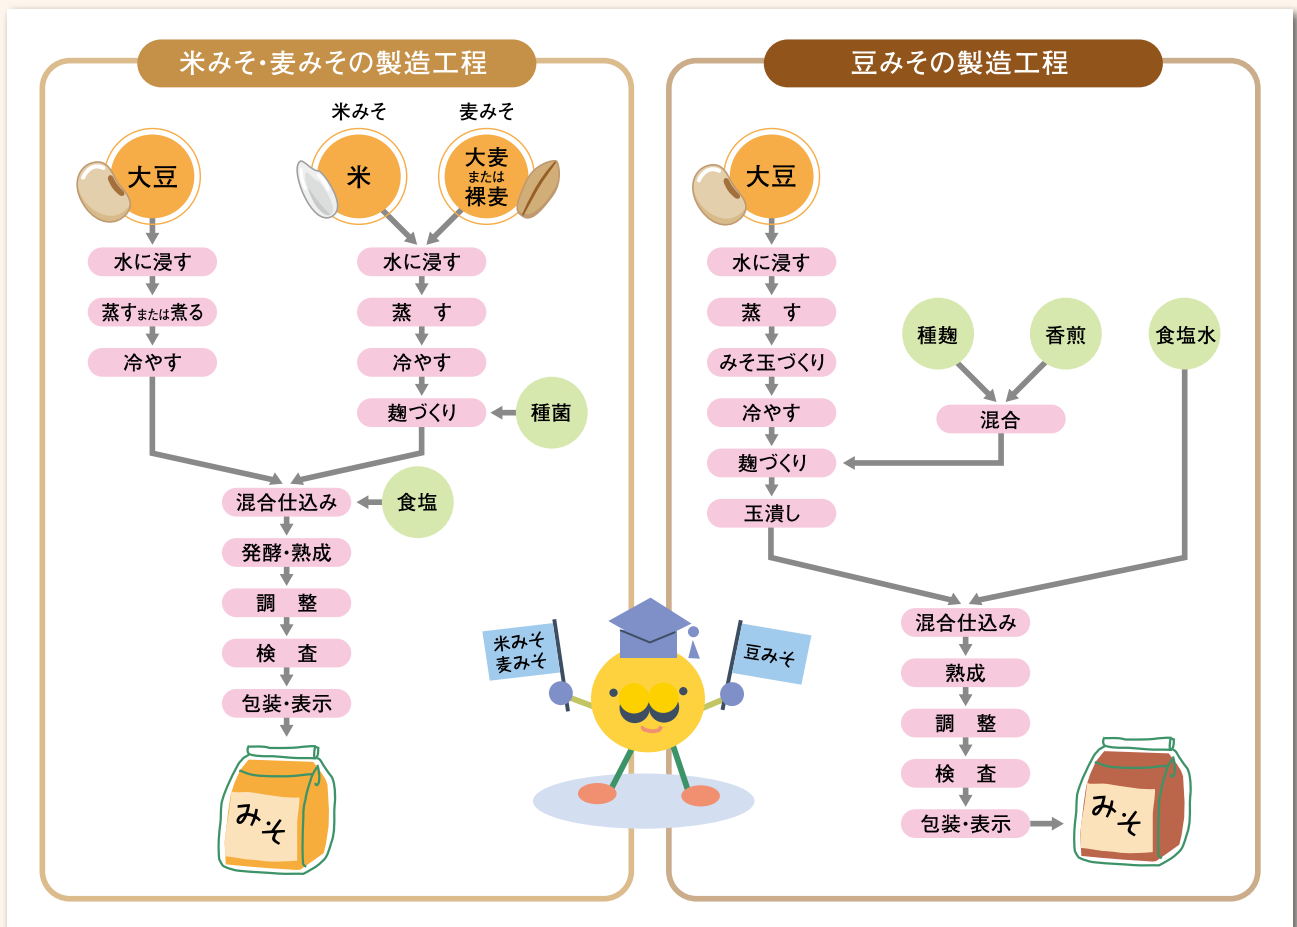 米みそ・麦みその製造工程
米みそ
麦みそ
大豆
米
大麦
または
裸麦
水に浸す
蒸すまたは煮る
冷やす
水に浸す
蒸　す
冷やす
麹づくり
種菌
混合仕込み
食塩
発酵・熟成
調　整
検　査
包装・表示
みそ
米みそ
麦みそ
豆みそ
豆みその製造工程
大豆
水に浸す
蒸　す
みそ玉づくり
冷やす
麹づくり
玉潰し
種麹
香煎
食塩水
混合
混合仕込み
熟成
調　整
検　査
包装・表示
みそ